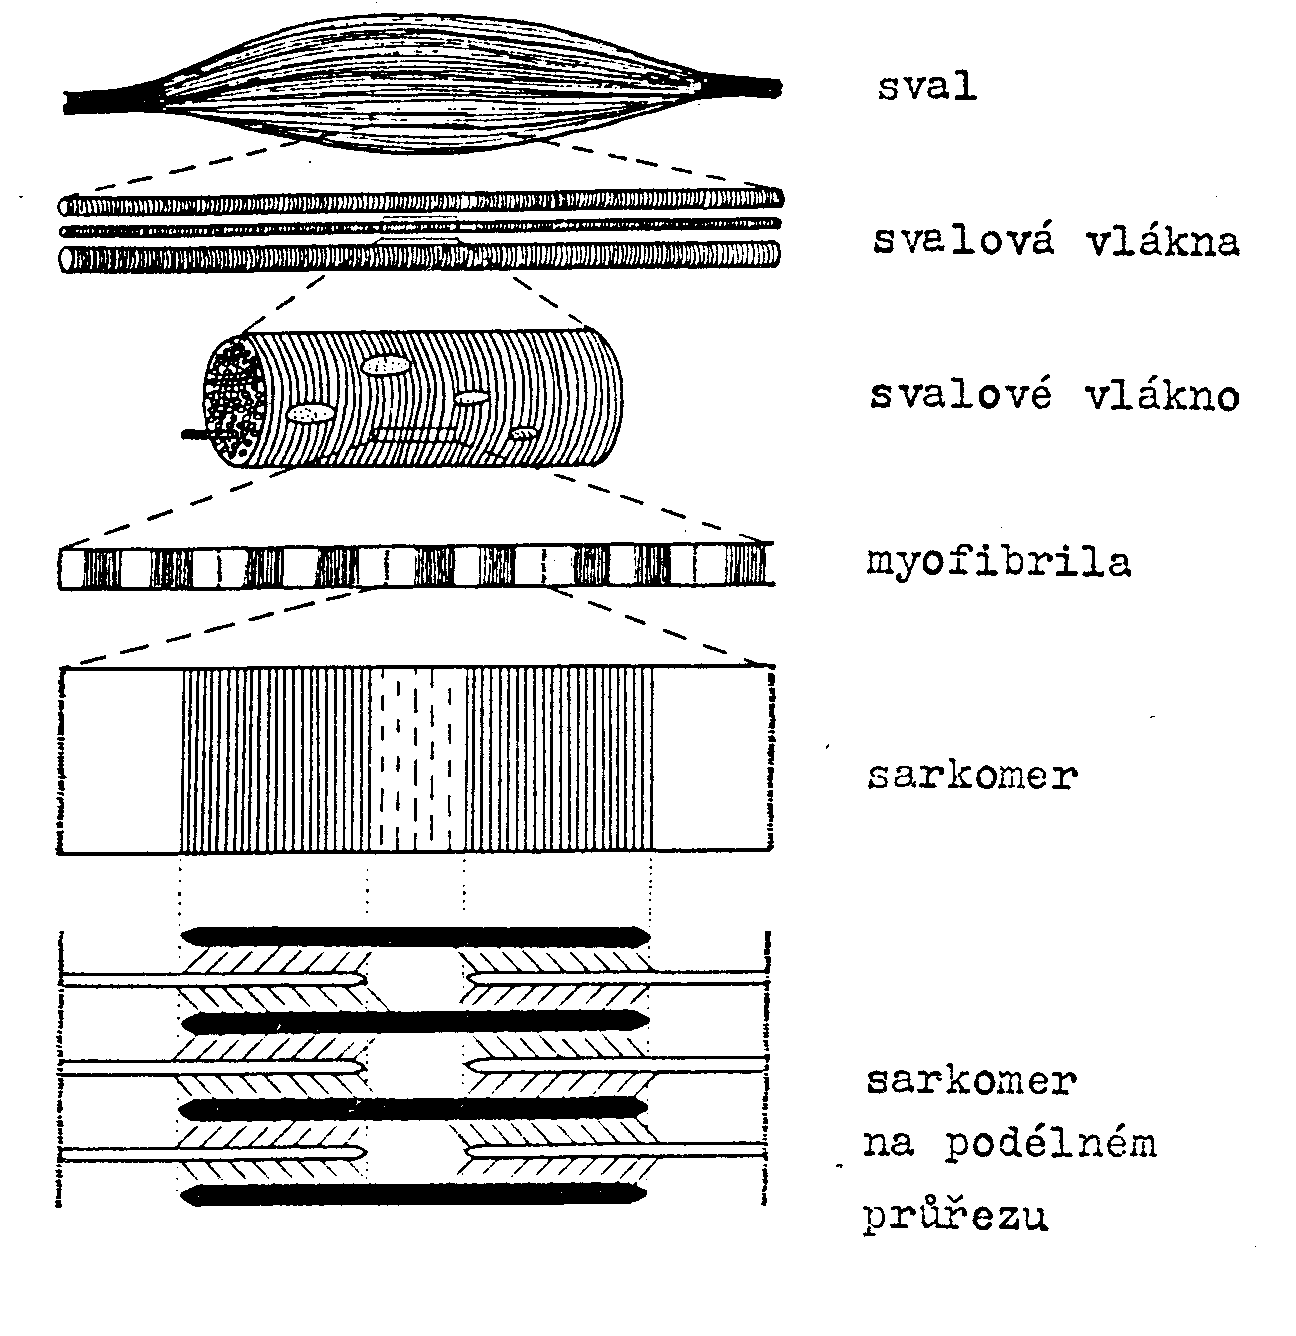 sval
svalová vlákna
svalové vlákno
myofibrila
sarkomer
sarkomer
na podélném
průřezu